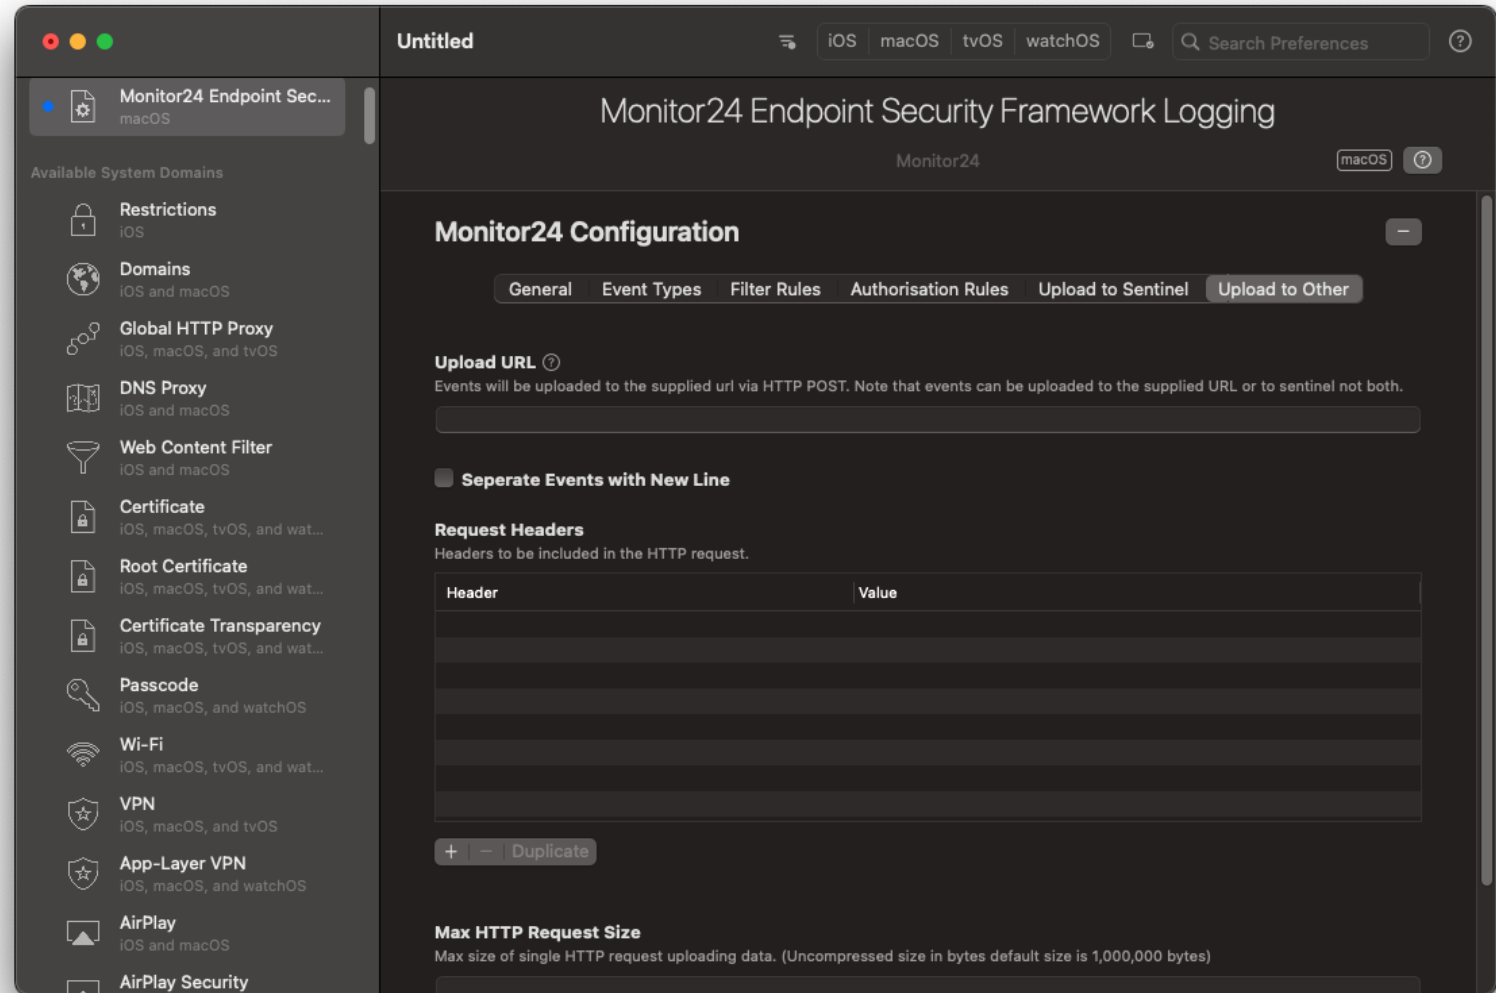 Untitled
iOS macOS tvOS watchOS
Search Preferences
Monitor24 Endpoint Sec...
macOS
Available System Domains
Restrictions
iOS
Domains
iOS and macOS
Global HTTP Proxy
iOS, macOS, and tvOS
DNS Proxy
iOS and macOS
Web Content Filter
iOS and macOS
Certificate
iOS, macOS, tvOS, and wat...
Root Certificate
iOS, macOS, tvOS, and wat...
Certificate Transparency
iOS, macOS, tvOS, and wat...
Passcode
iOS, macOS, and watchOS
Wi-Fi
iOS, macOS, tvOS, and wat...
VPN
iOS, macOS, and tvOS
App-Layer VPN
iOS, macOS, and watchOS
AirPlay
iOS and macOS
AirPlay Security
Monitor24 Endpoint Security Framework Logging
Monitor24
macOS
Monitor24 Configuration
General Event Types Filter Rules Authorisation Rules Upload to Sentinel Upload to Other
Upload URL
Events will be uploaded to the supplied url via HTTP POST. Note that events can be uploaded to the supplied URL or to sentinel not both.
Seperate Events with New Line
Request Headers
Headers to be included in the HTTP request.
Header Value
+ − Duplicate
Max HTTP Request Size
Max size of single HTTP request uploading data. (Uncompressed size in bytes default size is 1,000,000 bytes)